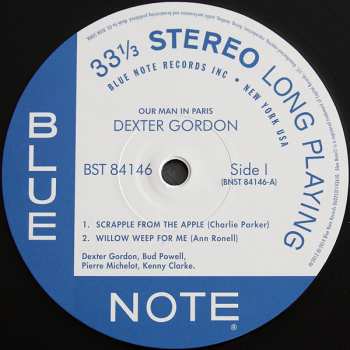 33 1/3 STEREO LONG PLAYING
BLUE NOTE RECORDS INC • NEW YORK USA
OUR MAN IN PARIS
DEXTER GORDON
BST 84146
Side I
(BNST 84146-A)
1. SCRAPPLE FROM THE APPLE (Charlie Parker)
2. WILLOW WEEP FOR ME (Ann Ronell)
Dexter Gordon, Bud Powell,
Pierre Michelot, Kenny Clarke.
BLUE
NOTE
®